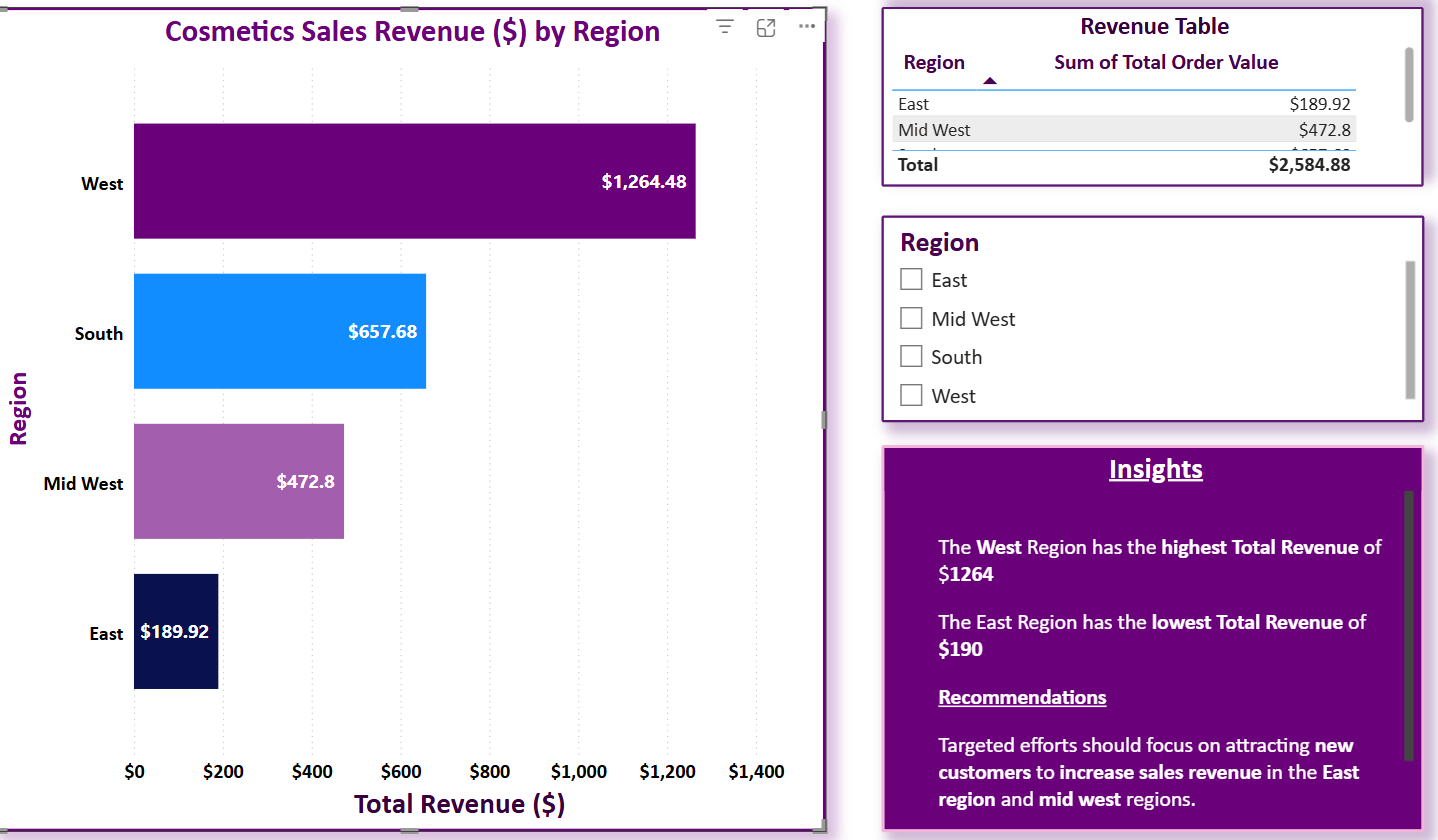 Cosmetics Sales Revenue ($) by Region
West
$1,264.48
South
$657.68
Mid West
$472.8
East
$189.92
Region
$0 $200 $400 $600 $800 $1,000 $1,200 $1,400
Total Revenue ($)
Revenue Table
Region Sum of Total Order Value
East $189.92
Mid West $472.8
Total $2,584.88
Region
East
Mid West
South
West
Insights
The West Region has the highest Total Revenue of
$1264
The East Region has the lowest Total Revenue of
$190
Recommendations
Targeted efforts should focus on attracting new
customers to increase sales revenue in the East
region and mid west regions.